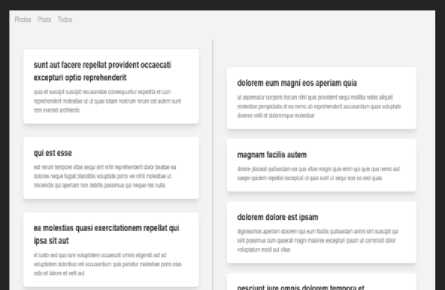 Photos Posts Todos
sunt aut facere repellat provident occaecati
excepturi optio reprehenderit
quia et suscipit suscipit recusandae consequuntur expedita et cum
reprehenderit molestiae ut ut quas totam nostrum rerum est autem sunt
rem eveniet architecto
qui est esse
est rerum tempore vitae sequi sint nihil reprehenderit dolor beatae ea
dolores neque fugiat blanditiis voluptate porro vel nihil molestiae ut
reiciendis qui aperiam non debitis possimus qui neque nisi nulla
ea molestias quasi exercitationem repellat qui
ipsa sit aut
et iusto sed quo iure voluptatem occaecati omnis eligendi aut ad
voluptatem doloribus vel accusantium quis pariatur molestiae porro eius
odio et labore et velit aut
dolorem eum magni eos aperiam quia
ut aspernatur corporis harum nihil quis provident sequi mollitia nobis aliquid
molestiae perspiciatis et ea nemo ab reprehenderit accusantium quas voluptate
dolores velit et doloremque molestiae
magnam facilis autem
dolore placeat quibusdam ea quo vitae magni quis enim qui quis quo nemo aut
saepe quidem repellat excepturi ut quia sunt ut sequi eos ea sed quas
dolorem dolore est ipsam
dignissimos aperiam dolorem qui eum facilis quibusdam animi sint suscipit qui
sint possimus cum quaerat magni maiores excepturi ipsam ut commodi dolor
voluptatum modi aut vitae
nesciunt iure omnis dolorem tempora et